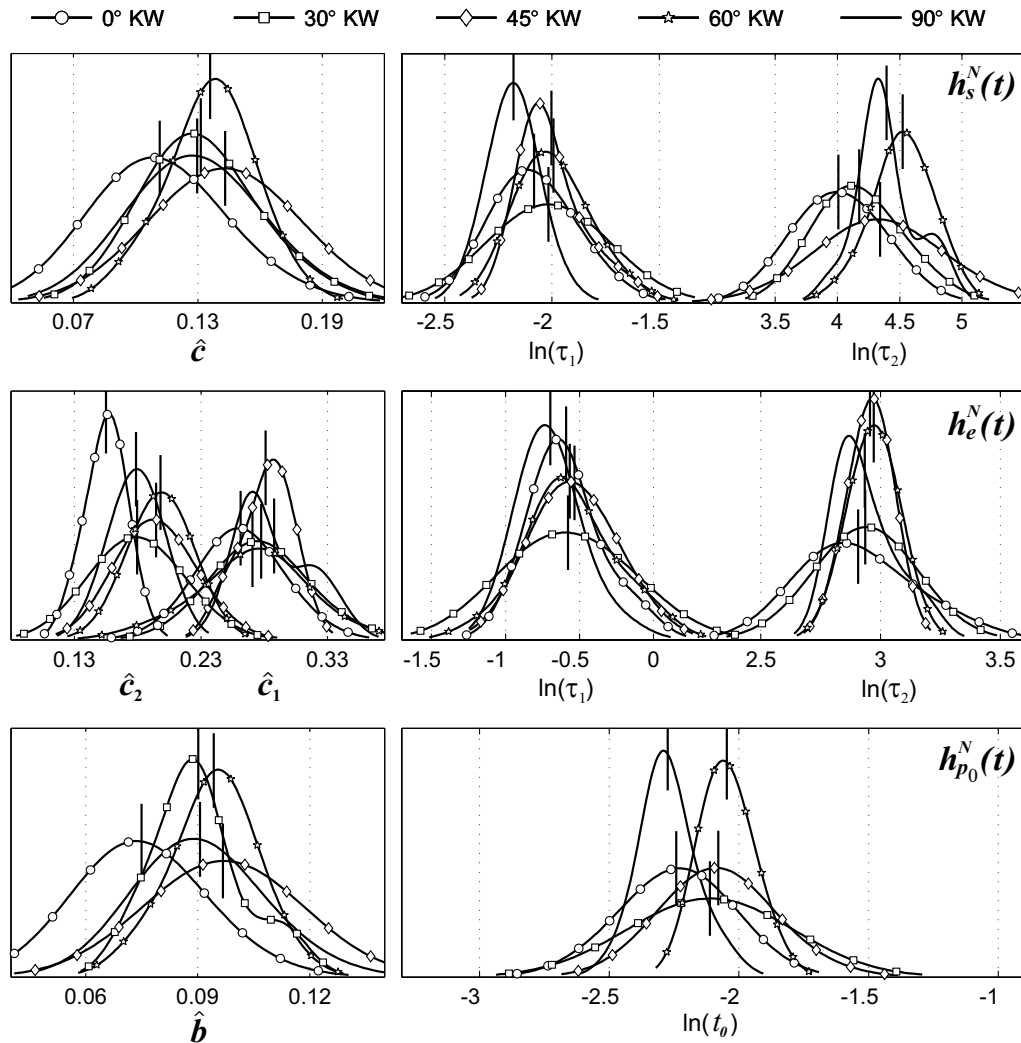 0° KW 30° KW 45° KW 60° KW 90° KW
h_s^N(t)
0.07 0.13 0.19
ĉ
-2.5 -2 -1.5 3.5 4 4.5 5
ln(τ₁) ln(τ₂)
h_e^N(t)
0.13 0.23 0.33
ĉ₂ ĉ₁
-1.5 -1 -0.5 0 2.5 3 3.5
ln(τ₁) ln(τ₂)
h_{p₀}^N(t)
0.06 0.09 0.12
b̂
-3 -2.5 -2 -1.5 -1
ln(t₀)